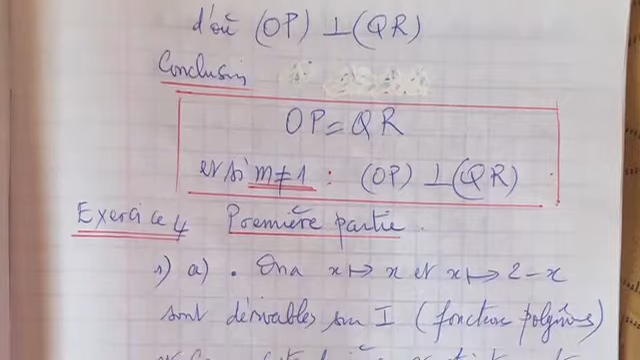 d'où (OP) ⊥ (QR)
Conclusion
OP = QR
et si m ≠ 1 : (OP) ⊥ (QR)
Exercice 4 Première partie.
1) a) . On a x ↦ x et x ↦ 2-x
sont dérivables sur I (fonction polynômes)